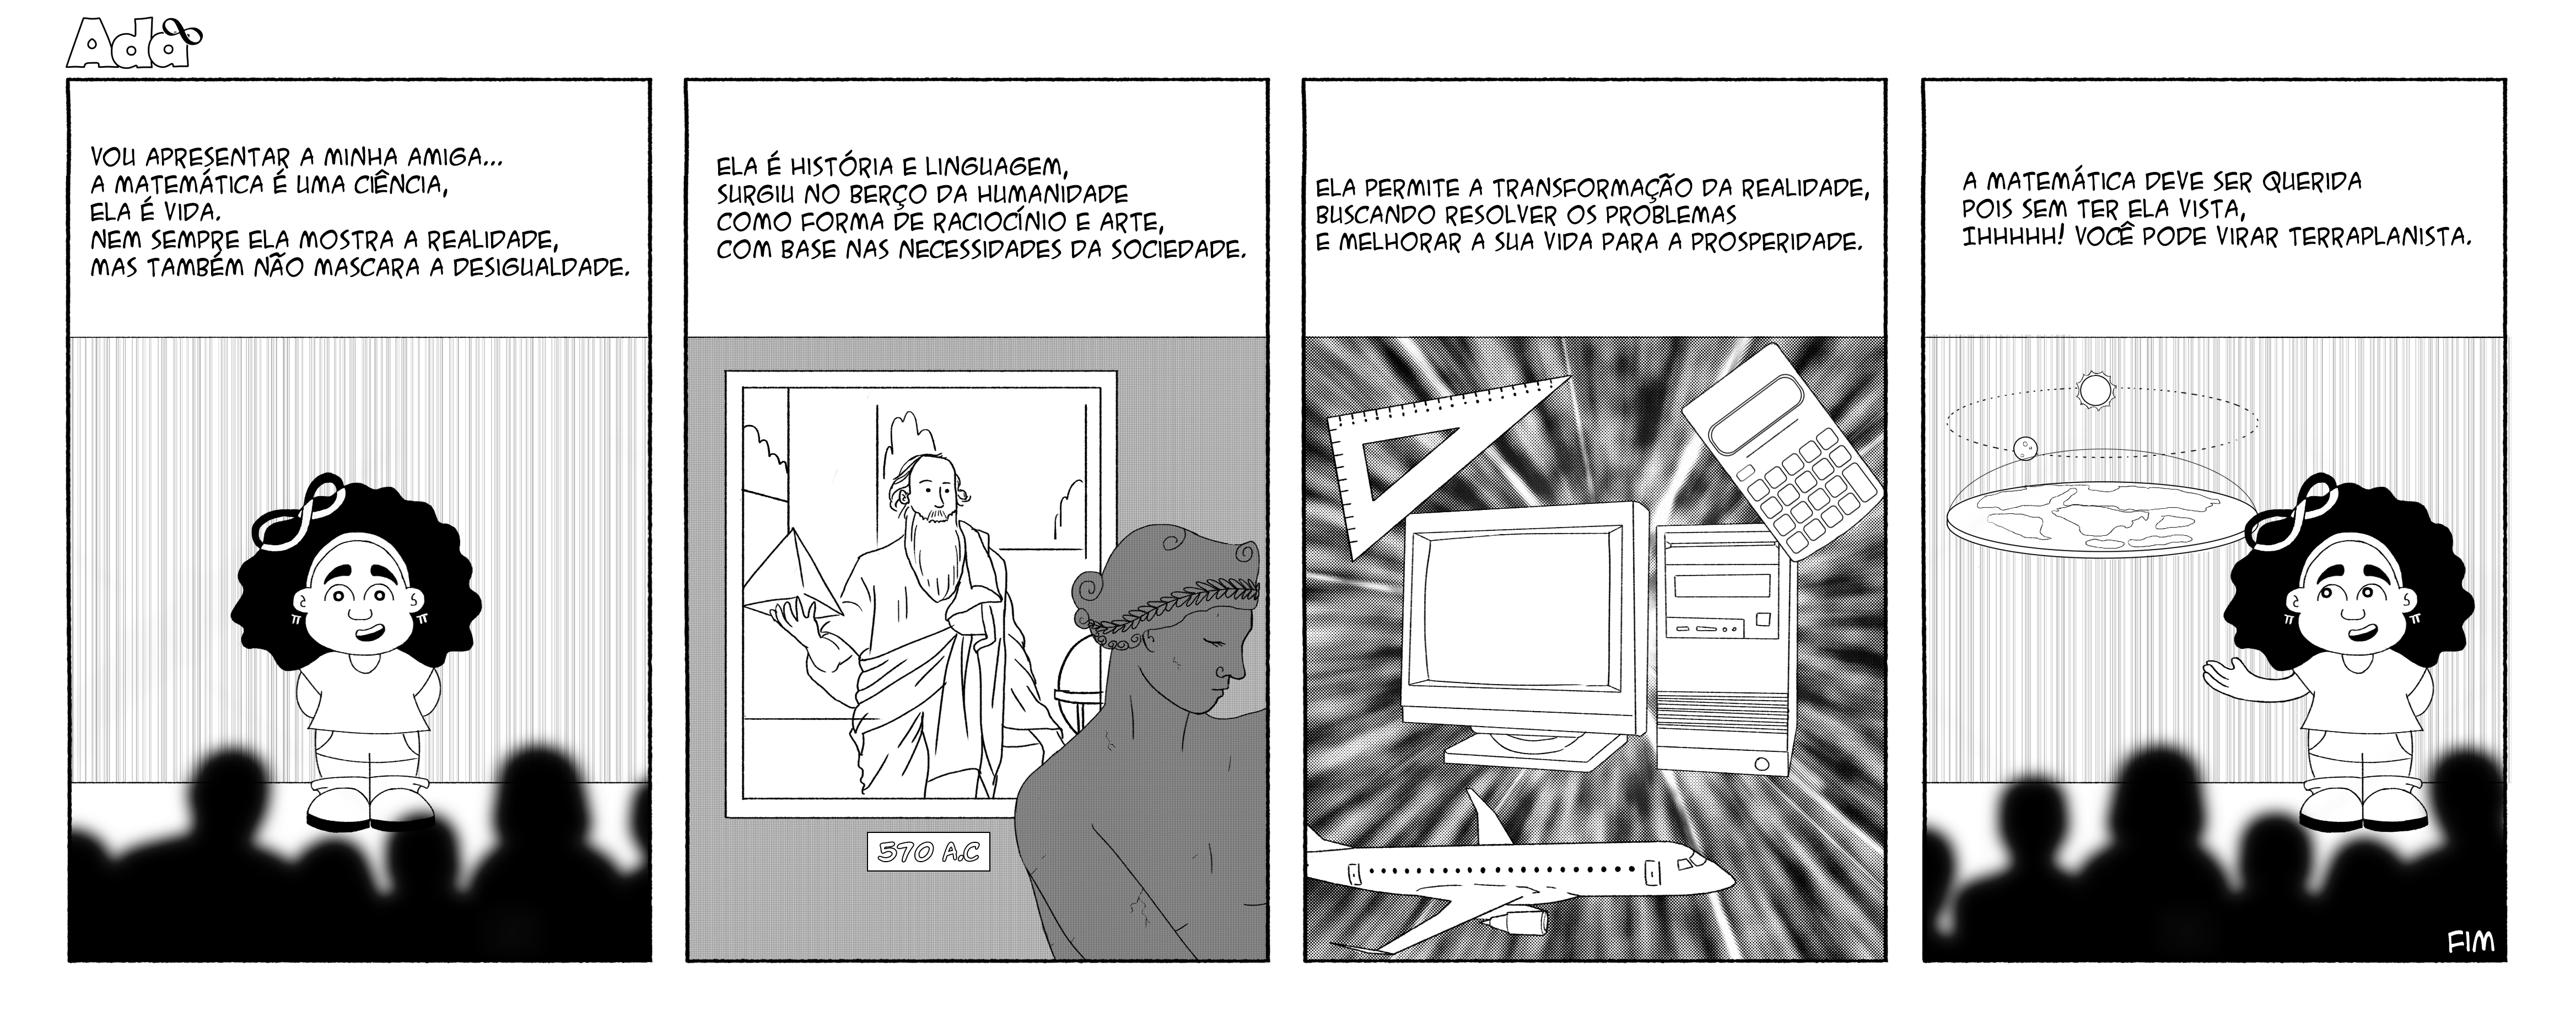 Ada
VOU APRESENTAR A MINHA AMIGA...
A MATEMÁTICA É UMA CIÊNCIA,
ELA É VIDA.
NEM SEMPRE ELA MOSTRA A REALIDADE,
MAS TAMBÉM NÃO MASCARA A DESIGUALDADE.
ELA É HISTÓRIA E LINGUAGEM,
SURGIU NO BERÇO DA HUMANIDADE
COMO FORMA DE RACIOCÍNIO E ARTE,
COM BASE NAS NECESSIDADES DA SOCIEDADE.
570 A.C
ELA PERMITE A TRANSFORMAÇÃO DA REALIDADE,
BUSCANDO RESOLVER OS PROBLEMAS
E MELHORAR A SUA VIDA PARA A PROSPERIDADE.
A MATEMÁTICA DEVE SER QUERIDA
POIS SEM TER ELA VISTA,
IHHHHH! VOCÊ PODE VIRAR TERRAPLANISTA.
FIM